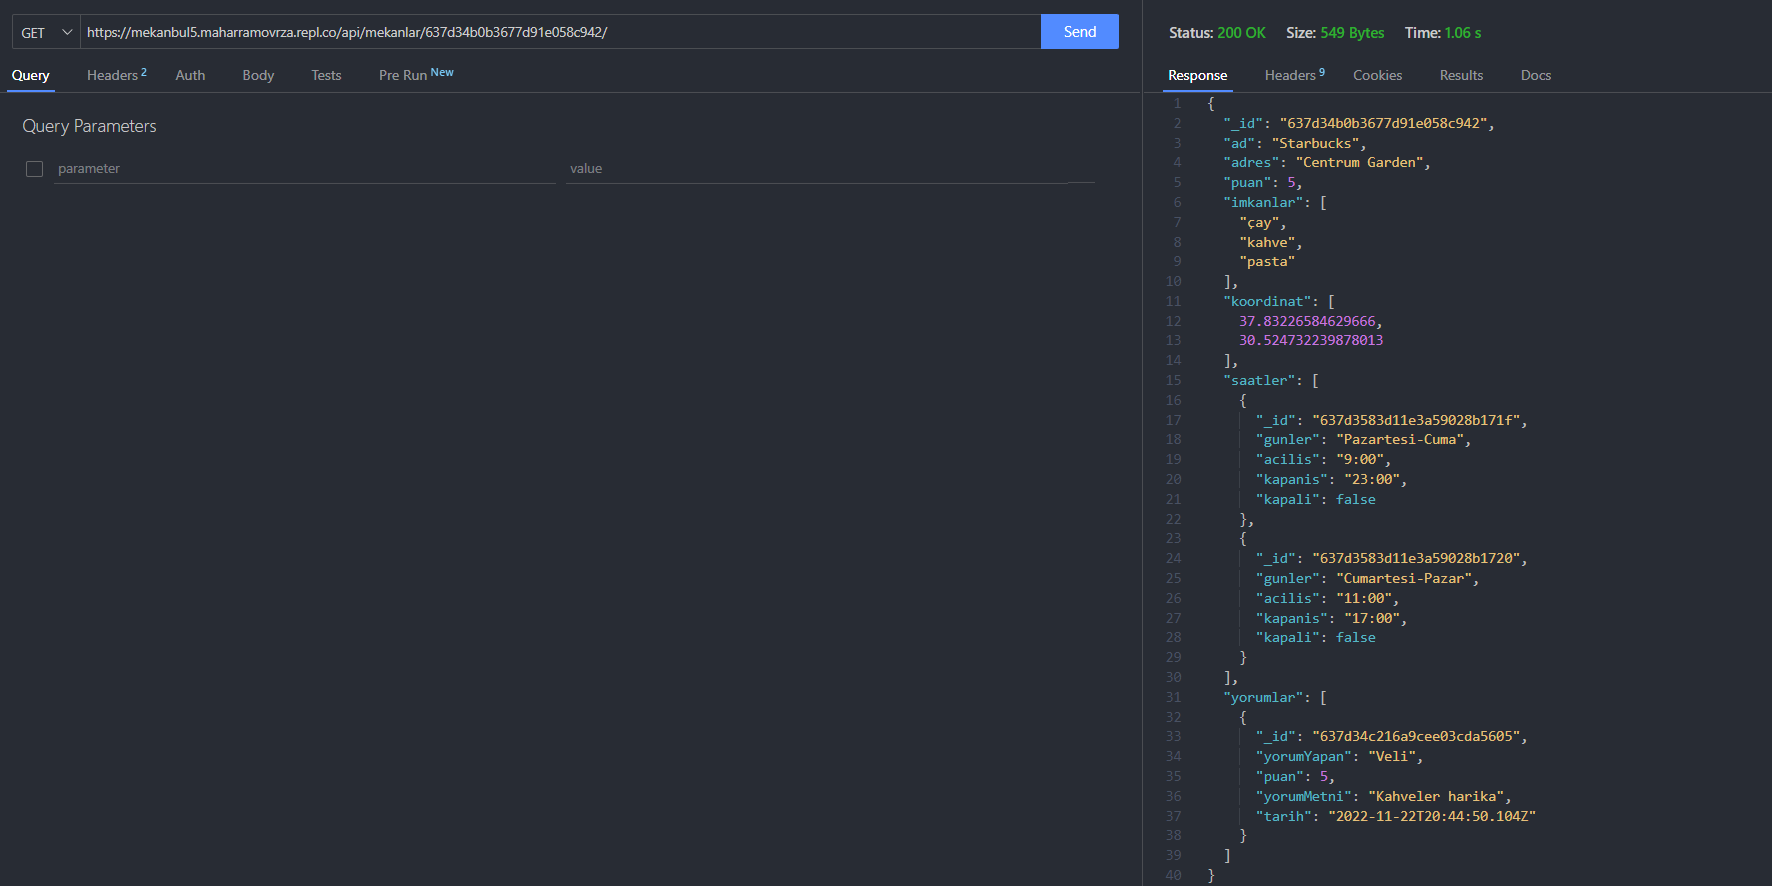 GET https://mekanbul5.maharramovrza.repl.co/api/mekanlar/637d34b0b3677d91e058c942/ Send
Query Headers 2 Auth Body Tests Pre Run New
Query Parameters
parameter value
Status: 200 OK Size: 549 Bytes Time: 1.06 s
Response Headers 9 Cookies Results Docs
1 {
2 "_id": "637d34b0b3677d91e058c942",
3 "ad": "Starbucks",
4 "adres": "Centrum Garden",
5 "puan": 5,
6 "imkanlar": [
7 "çay",
8 "kahve",
9 "pasta"
10 ],
11 "koordinat": [
12 37.83226584629666,
13 30.524732239878013
14 ],
15 "saatler": [
16 {
17 "_id": "637d3583d11e3a59028b171f",
18 "gunler": "Pazartesi-Cuma",
19 "acilis": "9:00",
20 "kapanis": "23:00",
21 "kapali": false
22 },
23 {
24 "_id": "637d3583d11e3a59028b1720",
25 "gunler": "Cumartesi-Pazar",
26 "acilis": "11:00",
27 "kapanis": "17:00",
28 "kapali": false
29 }
30 ],
31 "yorumlar": [
32 {
33 "_id": "637d34c216a9cee03cda5605",
34 "yorumYapan": "Veli",
35 "puan": 5,
36 "yorumMetni": "Kahveler harika",
37 "tarih": "2022-11-22T20:44:50.104Z"
38 }
39 ]
40 }